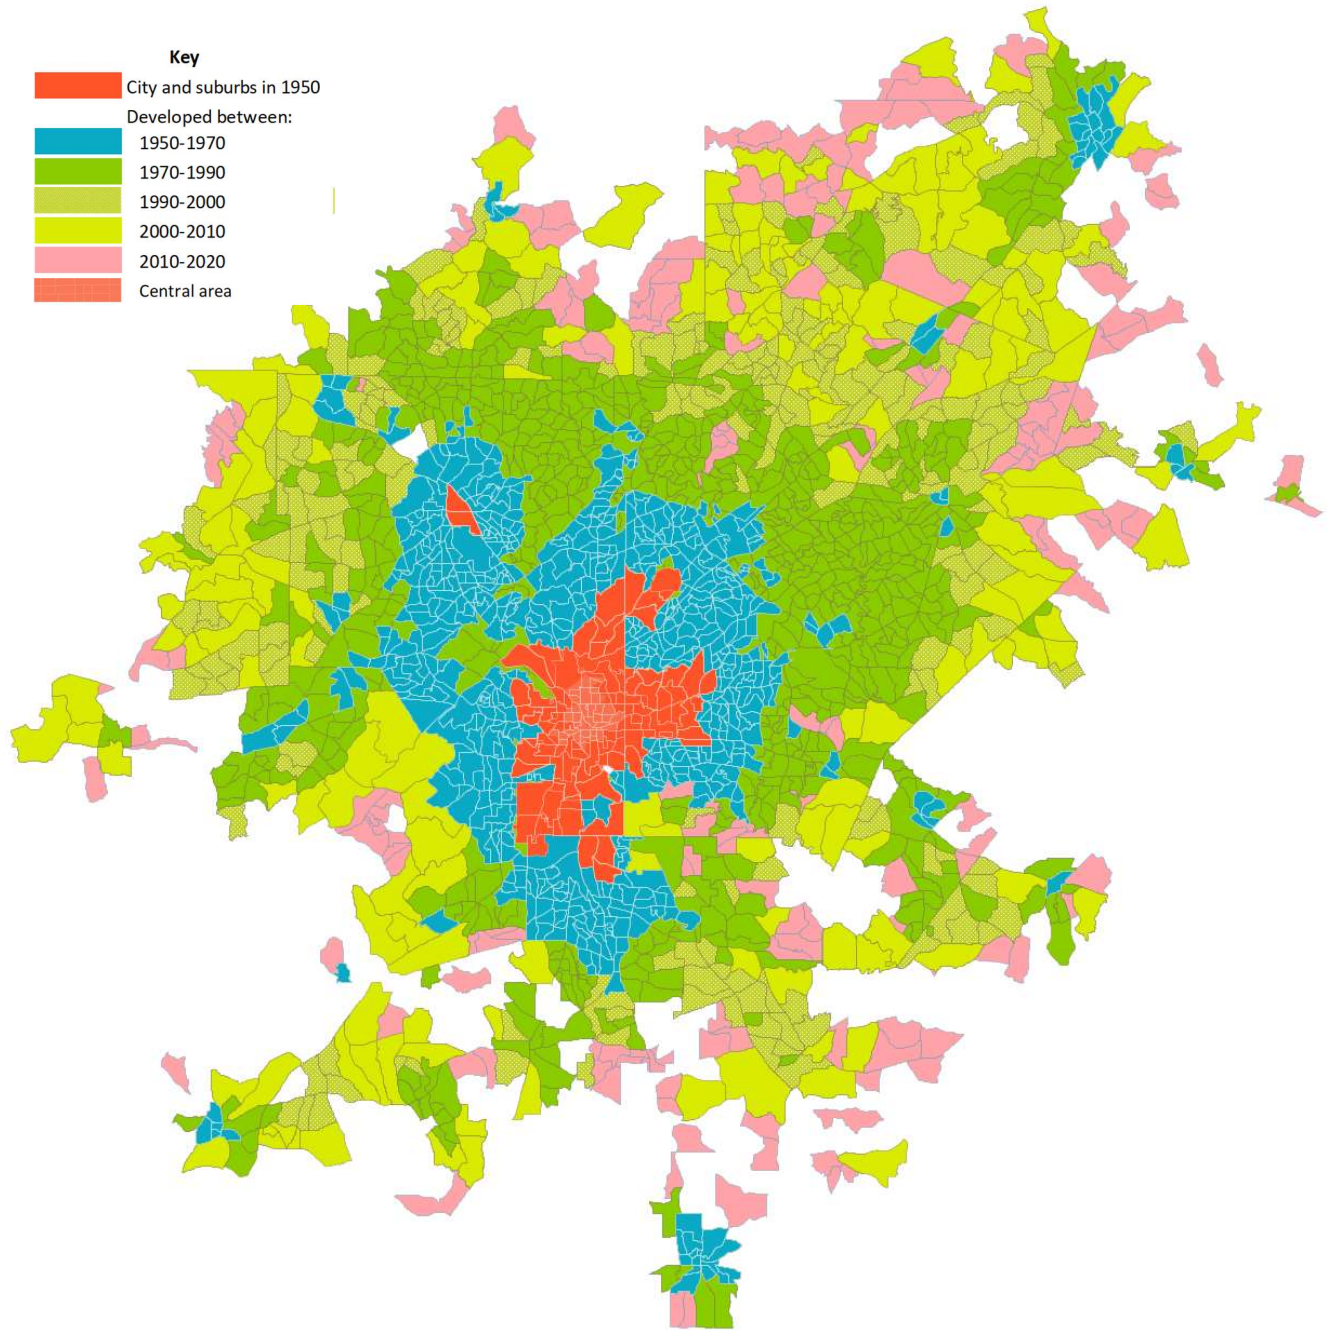 Key
City and suburbs in 1950
Developed between:
1950-1970
1970-1990
1990-2000
2000-2010
2010-2020
Central area